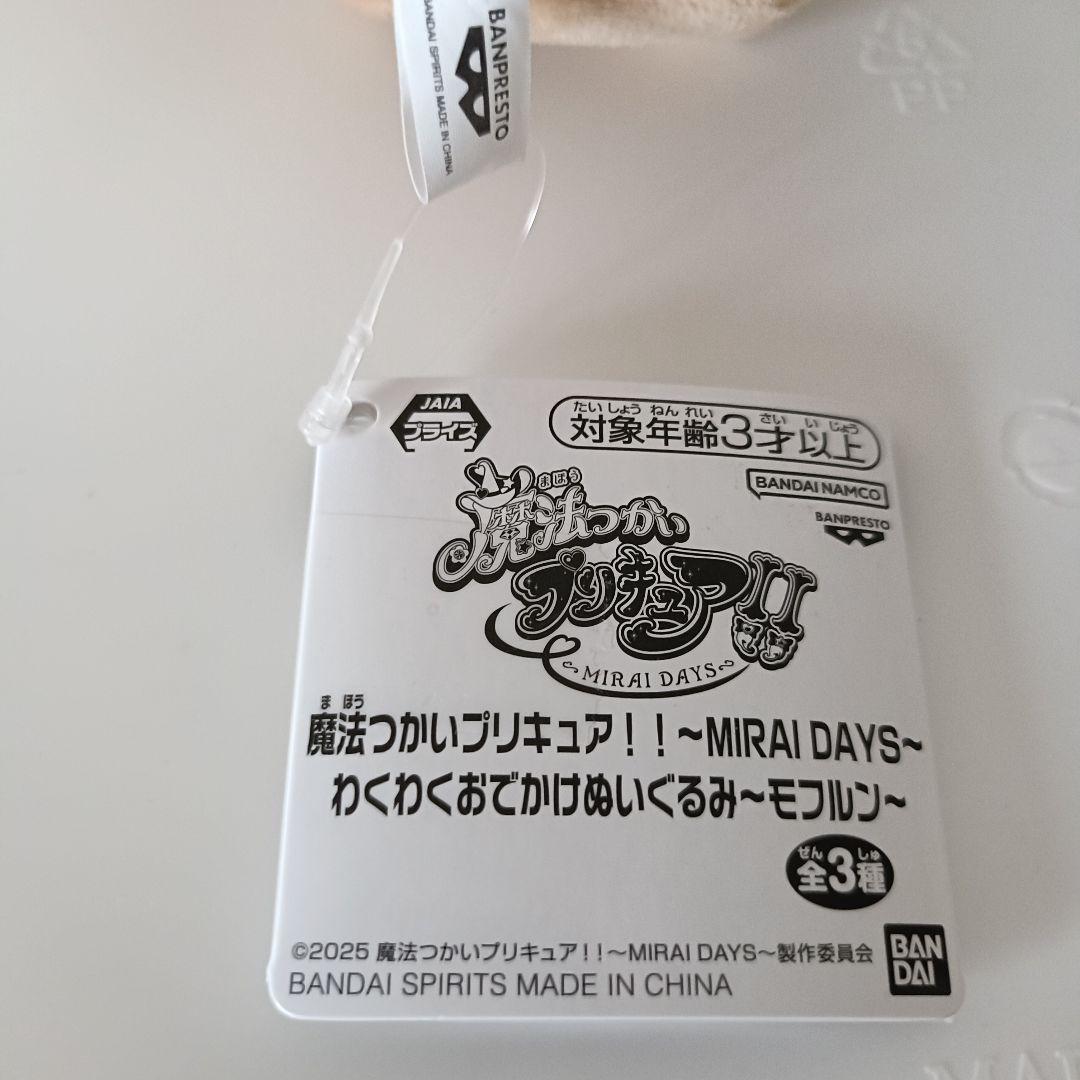 BANPRESTO
BANDAI SPIRITS MADE IN CHINA
JAIA
プライズ
たいしょう ねんれい さい いじょう
対象年齢3才以上
BANDAI NAMCO
BANPRESTO
まほう
魔法つかい
プリキュア!!
~MIRAI DAYS~
まほう
魔法つかいプリキュア!!~MIRAI DAYS~
わくわくおでかけぬいぐるみ~モフルン~
ぜん しゅ
全3種
©2025 魔法つかいプリキュア!!~MIRAI DAYS~製作委員会
BANDAI SPIRITS MADE IN CHINA
BAN
DAI